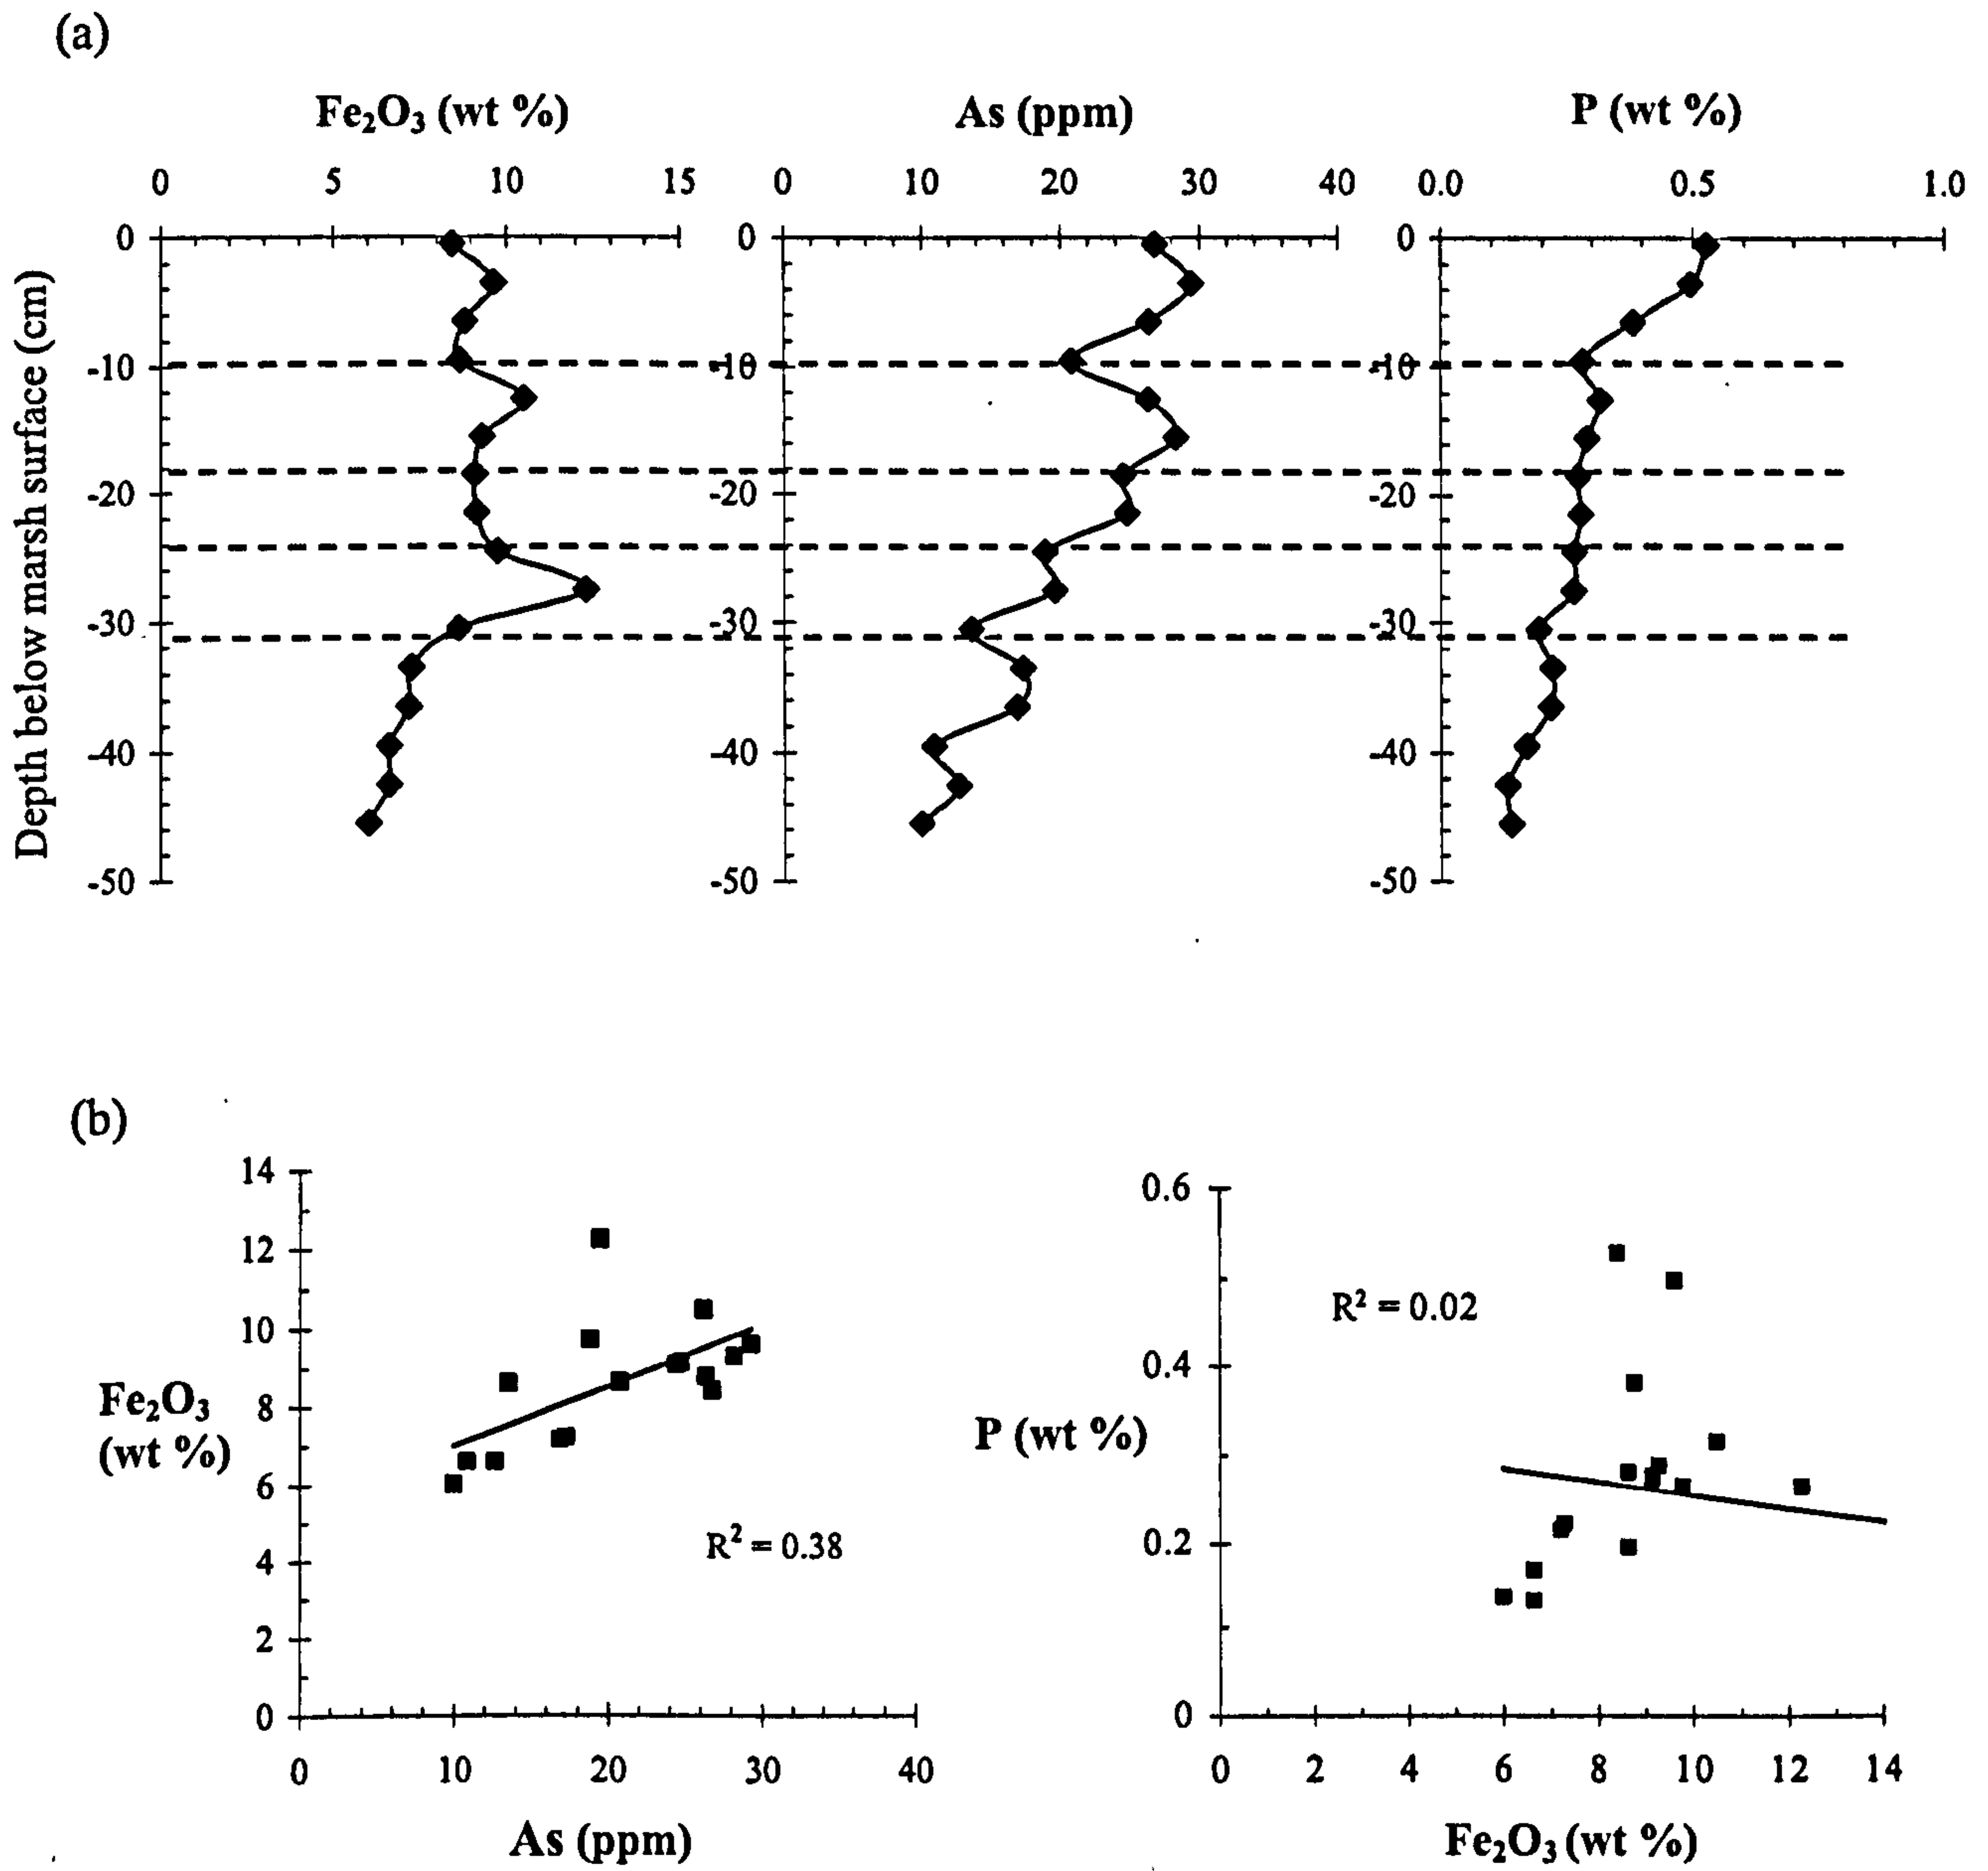 (a)
Fe₂O₃ (wt %) As (ppm) P (wt %)
0 5 10 15 0 10 20 30 40 0.0 0.5 1.0
0 0 0
-10 -10 -10
-20 -20 -20
-30 -30 -30
-40 -40 -40
-50 -50 -50
Depth below marsh surface (cm)
(b)
14
12
10
8
6
4
2
0
Fe₂O₃
(wt %)
R² = 0.38
0 10 20 30 40
As (ppm)
0.6
0.4
0.2
0
P (wt %)
R² = 0.02
0 2 4 6 8 10 12 14
Fe₂O₃ (wt %)